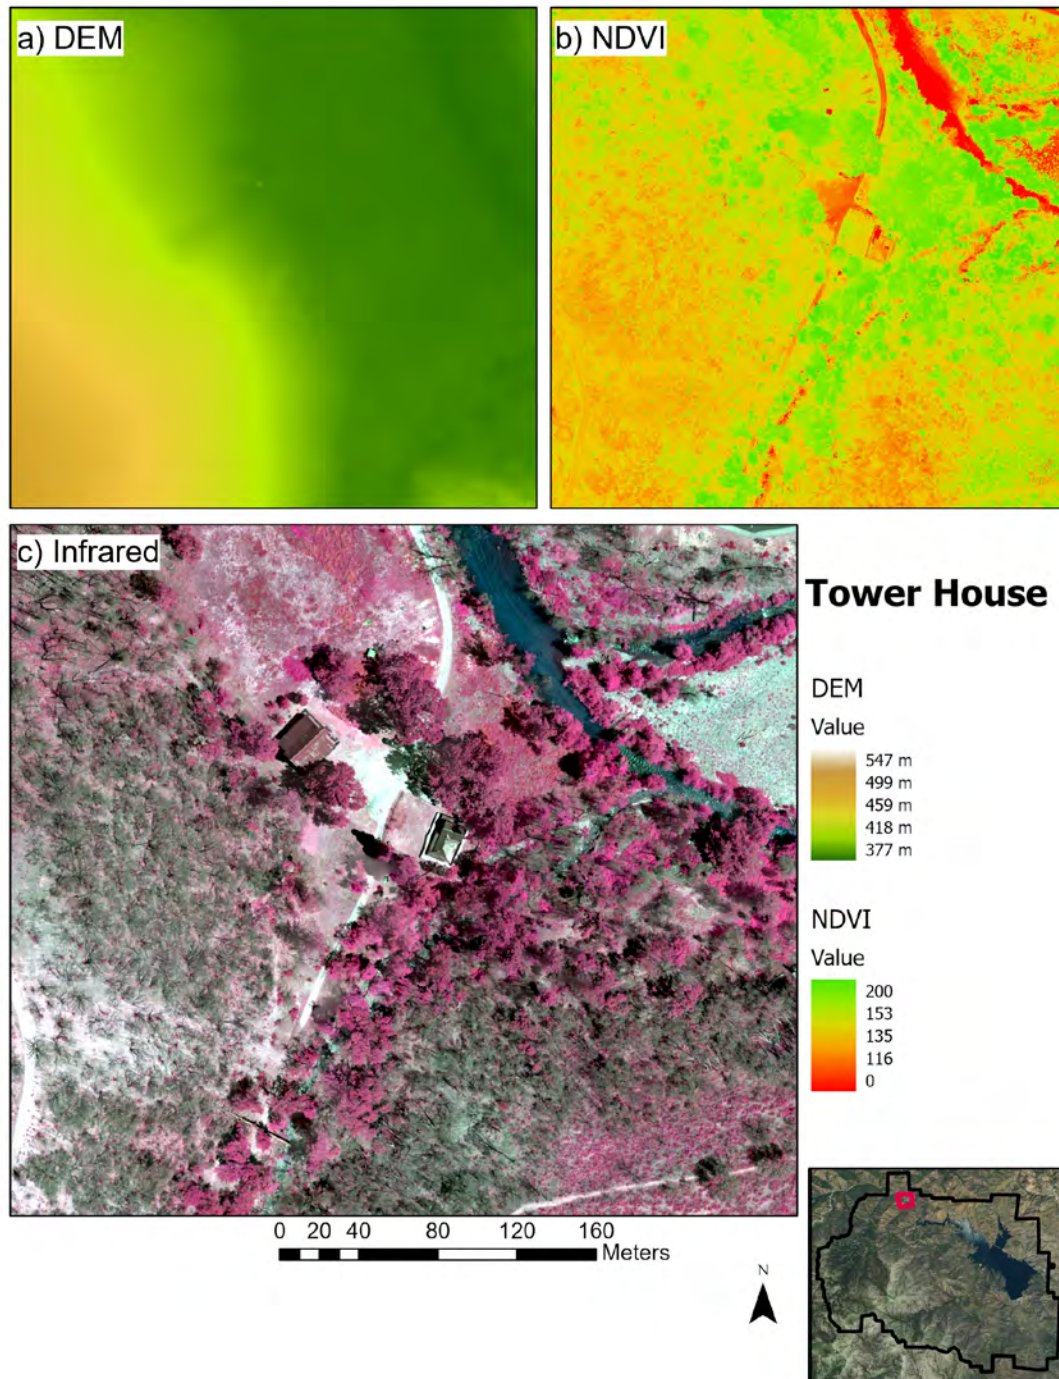 a) DEM
b) NDVI
c) Infrared
Tower House
DEM
Value
547 m
499 m
459 m
418 m
377 m
NDVI
Value
200
153
135
116
0
0 20 40 80 120 160
Meters
N